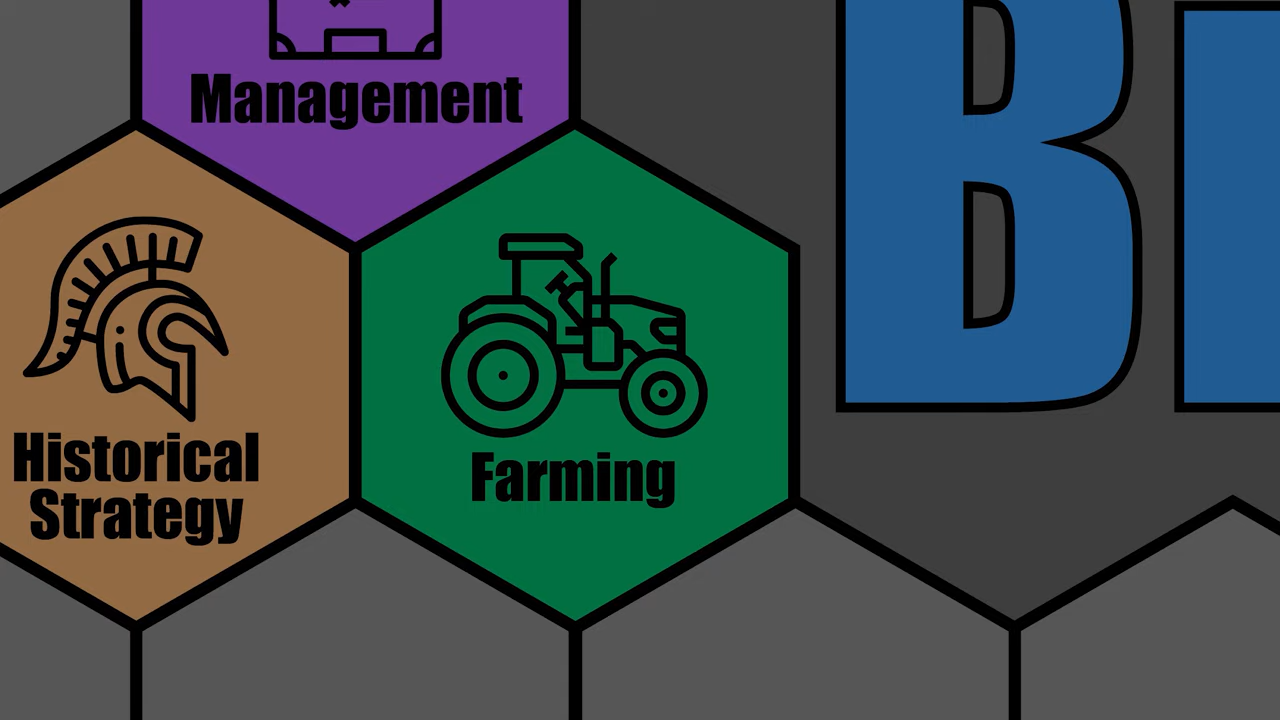 Management
B
Historical
Strategy
Farming